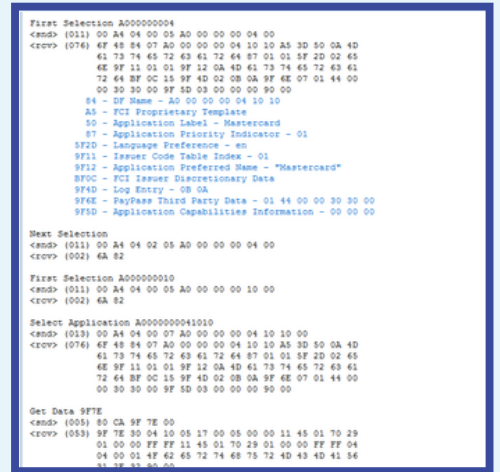 First Selection A000000004
<snd> (011) 00 A4 04 00 05 A0 00 00 00 04 00
<rcv> (076) 6F 48 84 07 A0 00 00 00 04 10 10 A5 3D 50 0A 4D
61 73 74 65 72 63 61 72 64 87 01 01 5F 2D 02 65
6E 9F 11 01 01 9F 12 0A 4D 61 73 74 65 72 63 61
72 64 BF 0C 15 9F 4D 02 0B 0A 9F 6E 07 01 44 00
00 30 30 00 9F 5D 03 00 00 00 90 00
84 - DF Name - A0 00 00 00 04 10 10
A5 - FCI Proprietary Template
50 - Application Label - Mastercard
87 - Application Priority Indicator - 01
5F2D - Language Preference - en
9F11 - Issuer Code Table Index - 01
9F12 - Application Preferred Name - "Mastercard"
BF0C - FCI Issuer Discretionary Data
9F4D - Log Entry - 0B 0A
9F6E - PayPass Third Party Data - 01 44 00 00 30 30 00
9F5D - Application Capabilities Information - 00 00 00
Next Selection
<snd> (011) 00 A4 04 02 05 A0 00 00 00 04 00
<rcv> (002) 6A 82
First Selection A000000010
<snd> (011) 00 A4 04 00 05 A0 00 00 00 10 00
<rcv> (002) 6A 82
Select Application A0000000041010
<snd> (013) 00 A4 04 00 07 A0 00 00 00 04 10 10 00
<rcv> (076) 6F 48 84 07 A0 00 00 00 04 10 10 A5 3D 50 0A 4D
61 73 74 65 72 63 61 72 64 87 01 01 5F 2D 02 65
6E 9F 11 01 01 9F 12 0A 4D 61 73 74 65 72 63 61
72 64 BF 0C 15 9F 4D 02 0B 0A 9F 6E 07 01 44 00
00 30 30 00 9F 5D 03 00 00 00 90 00
Get Data 9F7E
<snd> (005) 80 CA 9F 7E 00
<rcv> (053) 9F 7E 30 04 10 05 17 00 05 00 00 11 45 01 70 29
01 00 00 FF FF 11 45 01 70 29 01 00 00 FF FF 04
04 00 01 4F 62 65 72 74 68 75 72 4D 43 4D 41 56